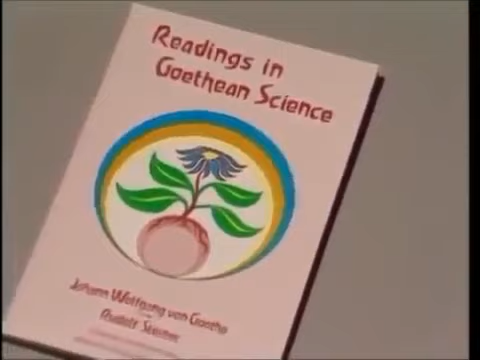 Readings in
Goethean Science
Johann Wolfgang von Goethe
Rudolf Steiner